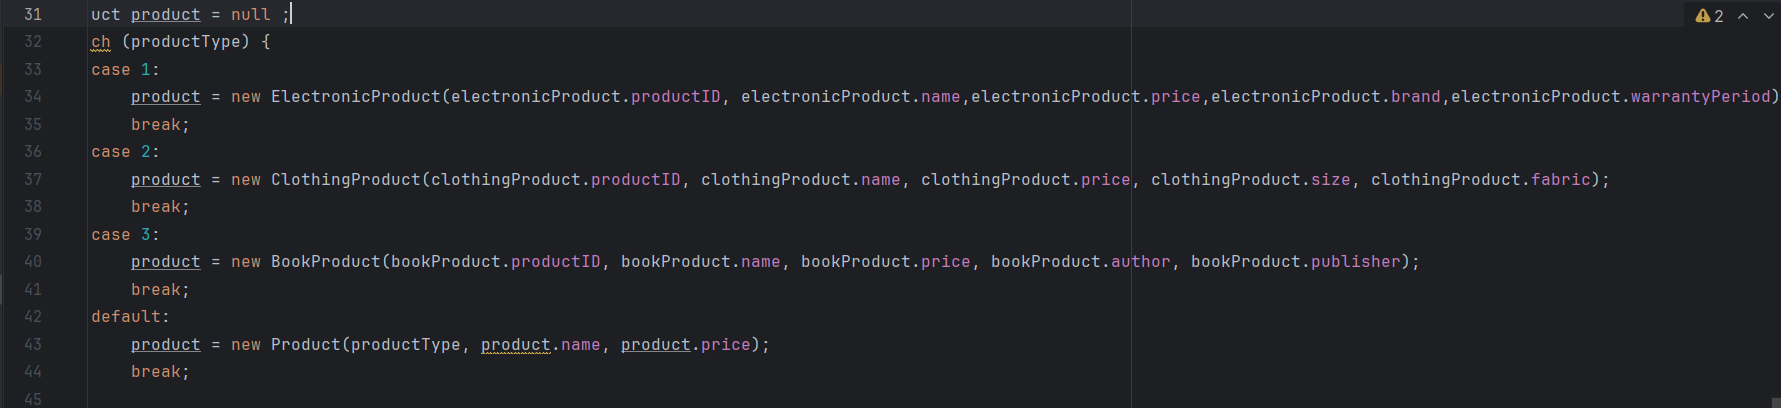 31 uct product = null ;
2
32 ch (productType) {
33 case 1:
34 product = new ElectronicProduct(electronicProduct.productID, electronicProduct.name,electronicProduct.price,electronicProduct.brand,electronicProduct.warrantyPeriod)
35 break;
36 case 2:
37 product = new ClothingProduct(clothingProduct.productID, clothingProduct.name, clothingProduct.price, clothingProduct.size, clothingProduct.fabric);
38 break;
39 case 3:
40 product = new BookProduct(bookProduct.productID, bookProduct.name, bookProduct.price, bookProduct.author, bookProduct.publisher);
41 break;
42 default:
43 product = new Product(productType, product.name, product.price);
44 break;
45